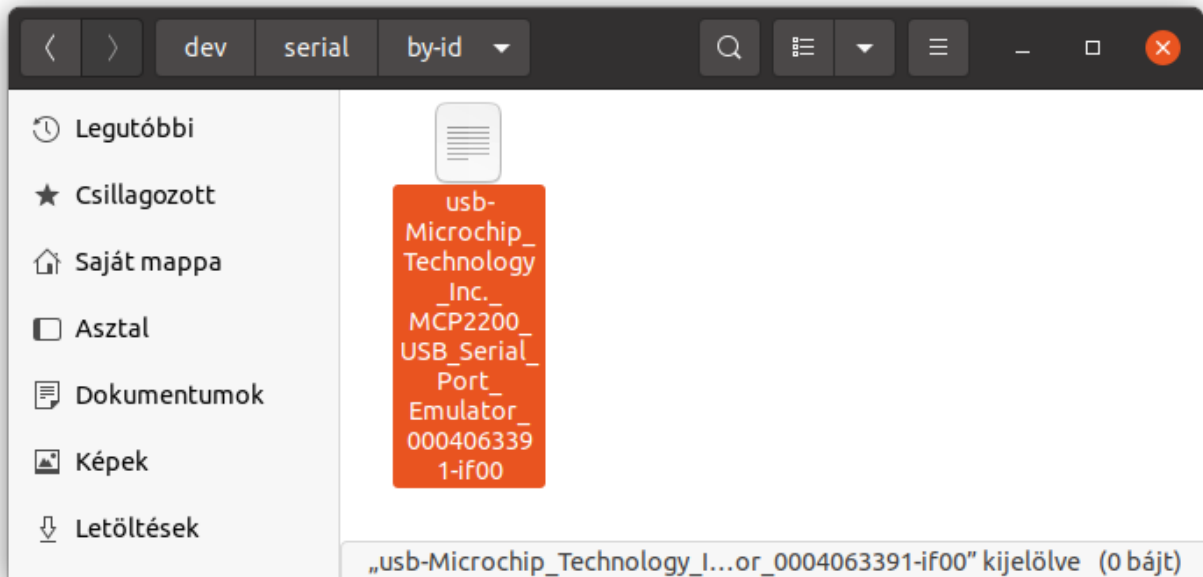 dev serial by-id
Legutóbbi
Csillagozott
Saját mappa
Asztal
Dokumentumok
Képek
Letöltések
usb-
Microchip_
Technology
_Inc._
MCP2200_
USB_Serial_
Port_
Emulator_
000406339
1-if00
„usb-Microchip_Technology_I…or_0004063391-if00” kijelölve (0 bájt)